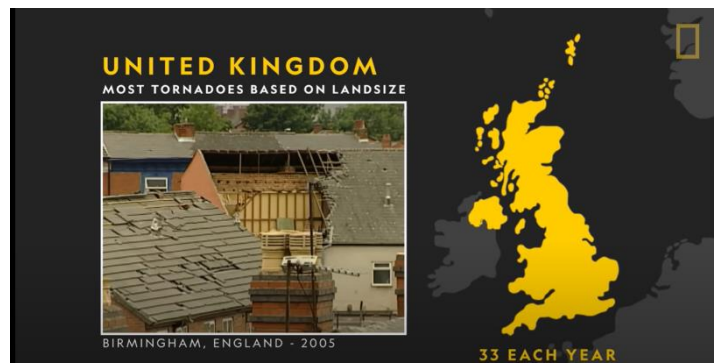 UNITED KINGDOM
MOST TORNADOES BASED ON LANDSIZE
BIRMINGHAM, ENGLAND - 2005
33 EACH YEAR